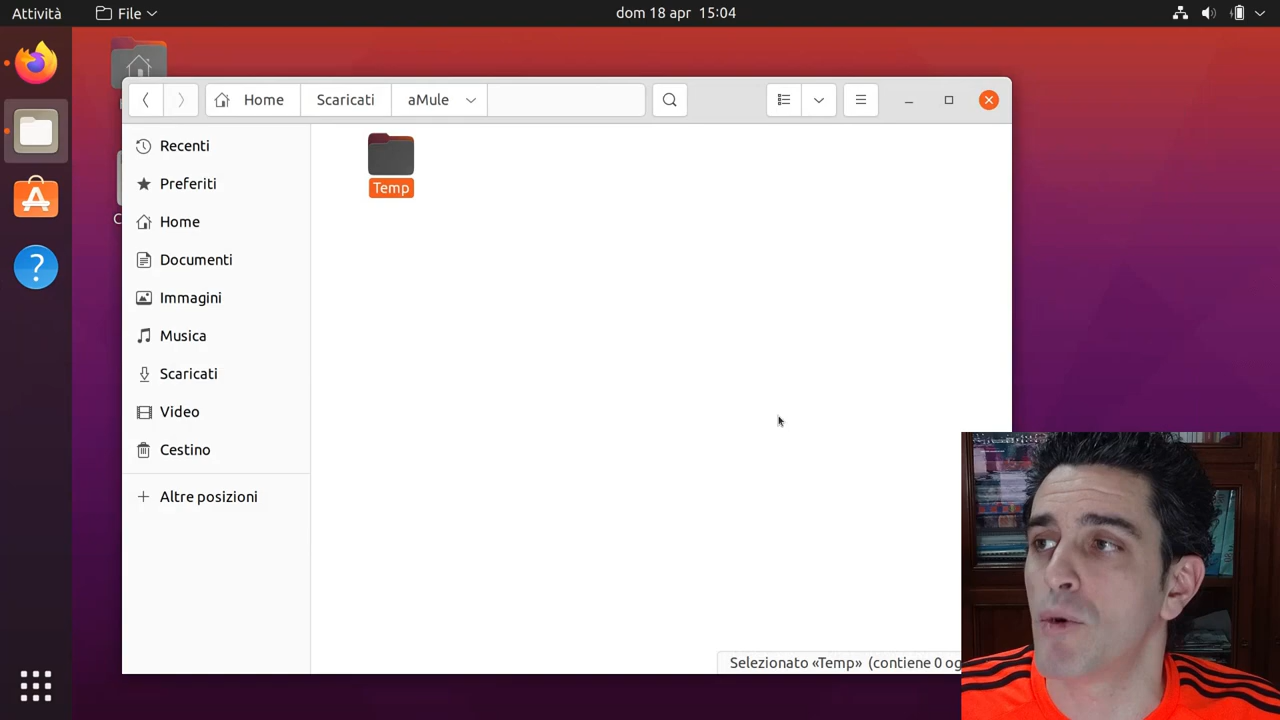 Attività
File
dom 18 apr 15:04
Home
Scaricati
aMule
Recenti
Preferiti
Home
Documenti
Immagini
Musica
Scaricati
Video
Cestino
Altre posizioni
Temp
Selezionato «Temp» (contiene 0 og